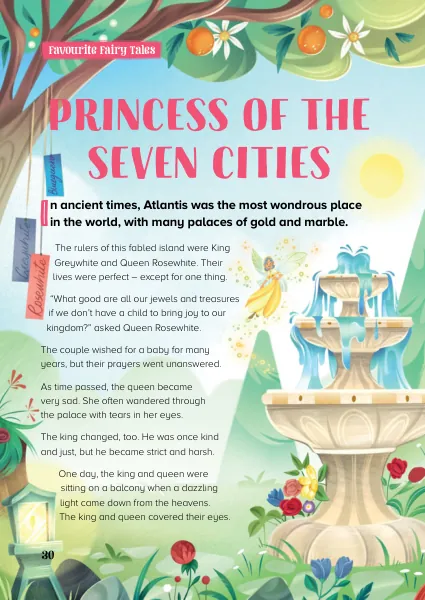 Favourite Fairy Tales
PRINCESS OF THE
SEVEN CITIES
In ancient times, Atlantis was the most wondrous place
in the world, with many palaces of gold and marble.
The rulers of this fabled island were King
Greywhite and Queen Rosewhite. Their
lives were perfect – except for one thing.
“What good are all our jewels and treasures
if we don’t have a child to bring joy to our
kingdom?” asked Queen Rosewhite.
The couple wished for a baby for many
years, but their prayers went unanswered.
As time passed, the queen became
very sad. She often wandered through
the palace with tears in her eyes.
The king changed, too. He was once kind
and just, but he became strict and harsh.
One day, the king and queen were
sitting on a balcony when a dazzling
light came down from the heavens.
The king and queen covered their eyes.
Greywhite
Rosewhite
30